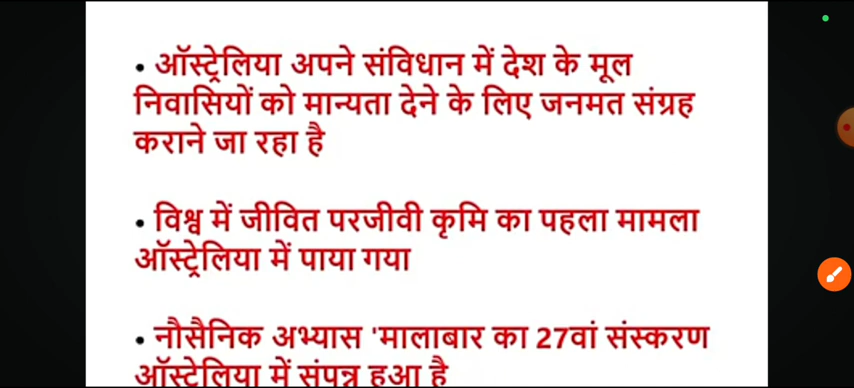 • ऑस्ट्रेलिया अपने संविधान में देश के मूल
निवासियों को मान्यता देने के लिए जनमत संग्रह
कराने जा रहा है
• विश्व में जीवित परजीवी कृमि का पहला मामला
ऑस्ट्रेलिया में पाया गया
• नौसैनिक अभ्यास 'मालाबार का 27वां संस्करण
ऑस्ट्रेलिया में संपन्न हुआ है